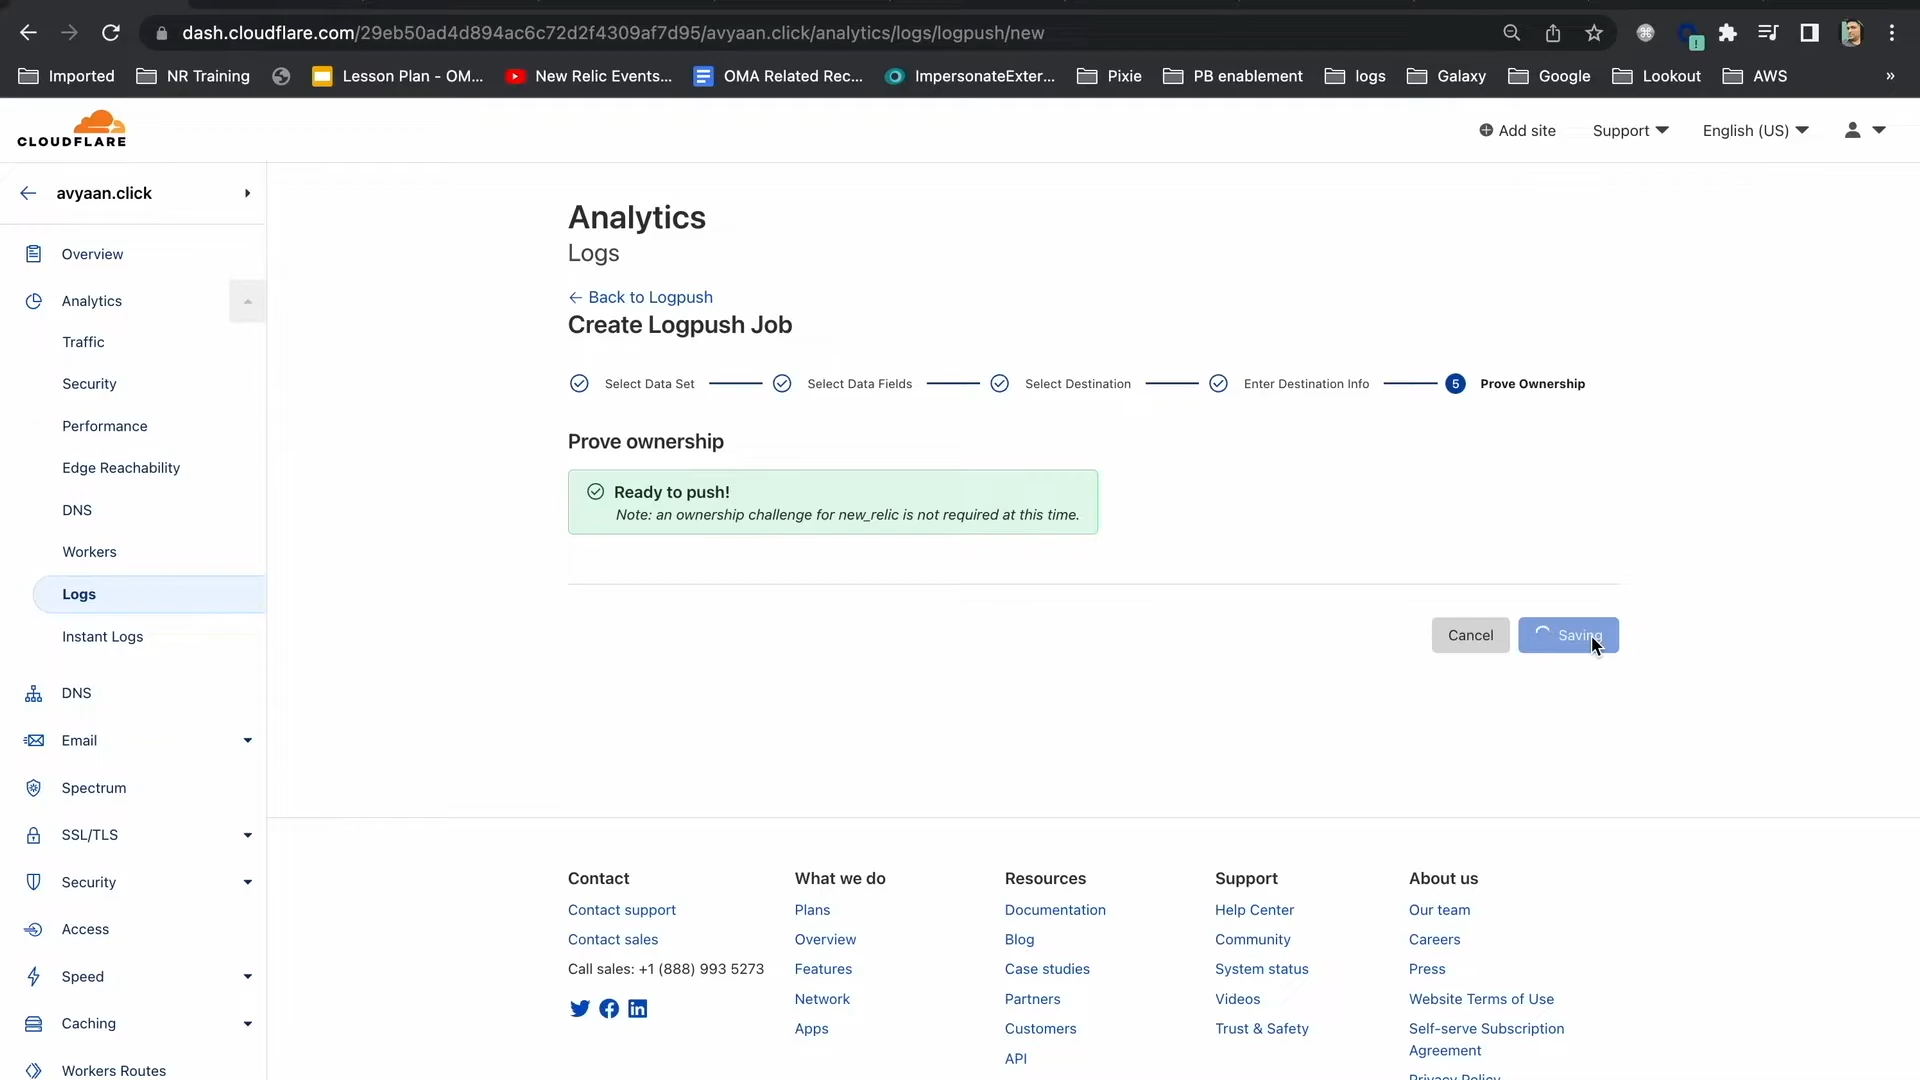 dash.cloudflare.com/29eb50ad4d894ac6c72d2f4309af7d95/avyaan.click/analytics/logs/logpush/new
Imported
NR Training
Lesson Plan - OM...
New Relic Events...
OMA Related Rec...
ImpersonateExter...
Pixie
PB enablement
logs
Galaxy
Google
Lookout
AWS
»
CLOUDFLARE
Add site
Support
English (US)
avyaan.click
Overview
Analytics
Traffic
Security
Performance
Edge Reachability
DNS
Workers
Logs
Instant Logs
DNS
Email
Spectrum
SSL/TLS
Security
Access
Speed
Caching
Workers Routes
Analytics
Logs
← Back to Logpush
Create Logpush Job
Select Data Set
Select Data Fields
Select Destination
Enter Destination Info
5 Prove Ownership
Prove ownership
Ready to push!
Note: an ownership challenge for new_relic is not required at this time.
Cancel
Saving
Contact
Contact support
Contact sales
Call sales: +1 (888) 993 5273
What we do
Plans
Overview
Features
Network
Apps
Resources
Documentation
Blog
Case studies
Partners
Customers
API
Support
Help Center
Community
System status
Videos
Trust & Safety
About us
Our team
Careers
Press
Website Terms of Use
Self-serve Subscription
Agreement
Privacy Policy